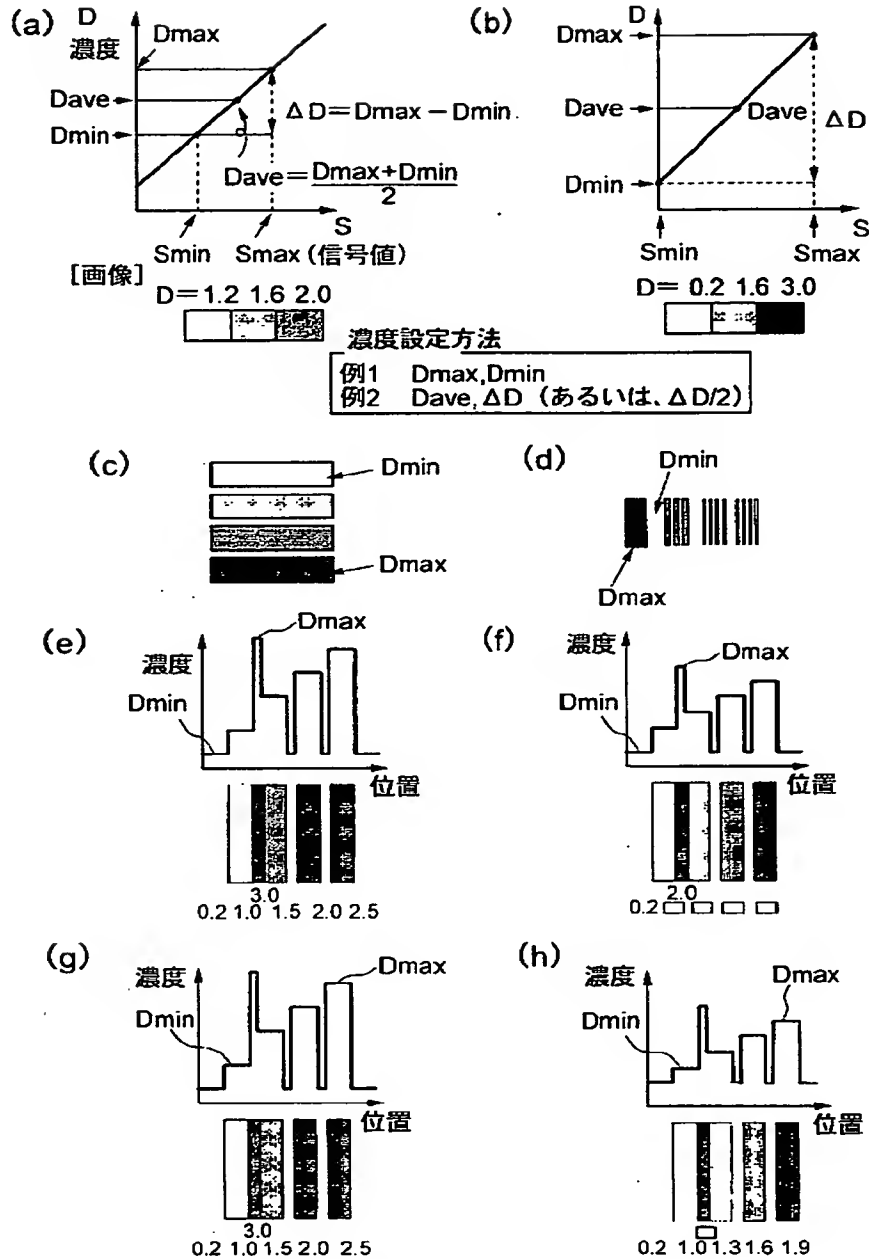 (a)
D
濃度
Dmax
Dave
Dmin
ΔD=Dmax-Dmin
Dave=Dmax+Dmin/2
S
Smin
Smax (信号値)
[画像]
D= 1.2 1.6 2.0
(b)
D
Dmax
Dave
Dave
ΔD
Dmin
S
Smin
Smax
D= 0.2 1.6 3.0
濃度設定方法
例1 Dmax,Dmin
例2 Dave,ΔD (あるいは、ΔD/2)
(c)
Dmin
Dmax
(d)
Dmin
Dmax
(e)
濃度
Dmax
Dmin
位置
3.0
0.2 1.0 1.5 2.0 2.5
(f)
濃度
Dmax
Dmin
位置
2.0
0.2
(g)
濃度
Dmax
Dmin
位置
3.0
0.2 1.0 1.5 2.0 2.5
(h)
濃度
Dmax
Dmin
位置
0.2 1.0 1.3 1.6 1.9